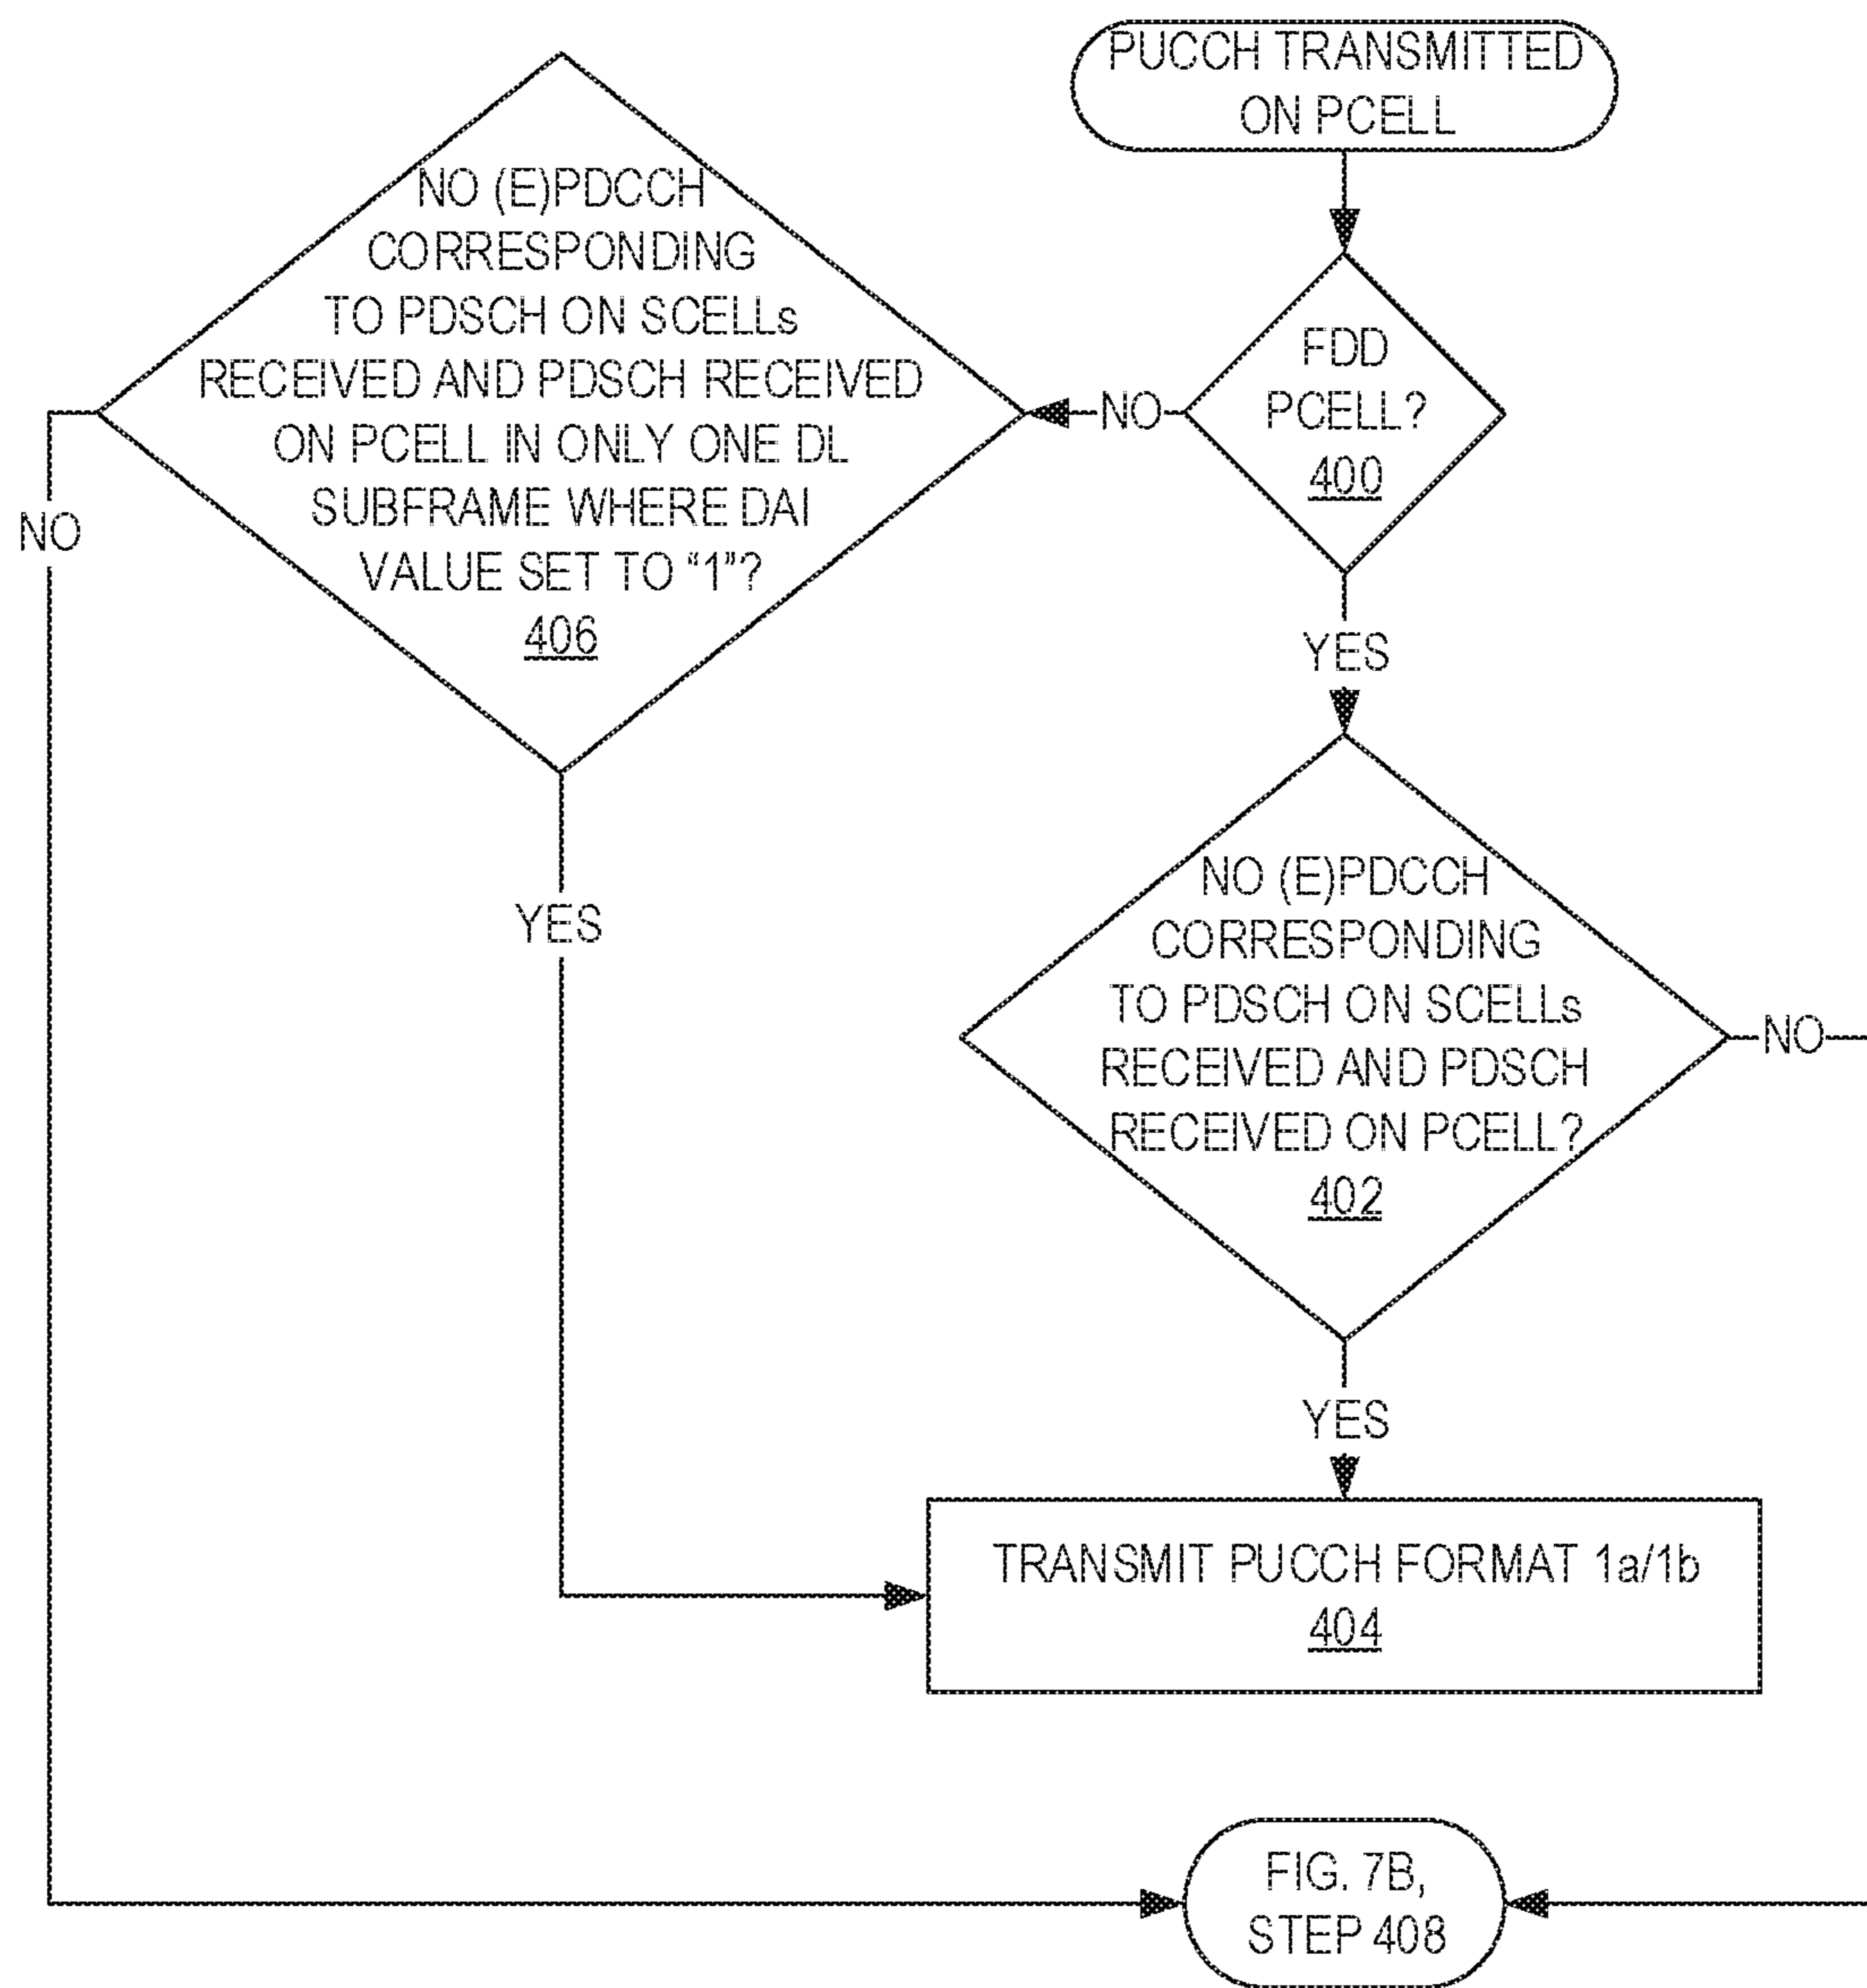 PUCCH TRANSMITTED
ON PCELL
FDD
PCELL?
400
NO
YES
NO (E)PDCCH
CORRESPONDING
TO PDSCH ON SCELLs
RECEIVED AND PDSCH RECEIVED
ON PCELL IN ONLY ONE DL
SUBFRAME WHERE DAI
VALUE SET TO "1"?
406
NO
YES
NO (E)PDCCH
CORRESPONDING
TO PDSCH ON SCELLs
RECEIVED AND PDSCH
RECEIVED ON PCELL?
402
NO
YES
TRANSMIT PUCCH FORMAT 1a/1b
404
FIG. 7B,
STEP 408